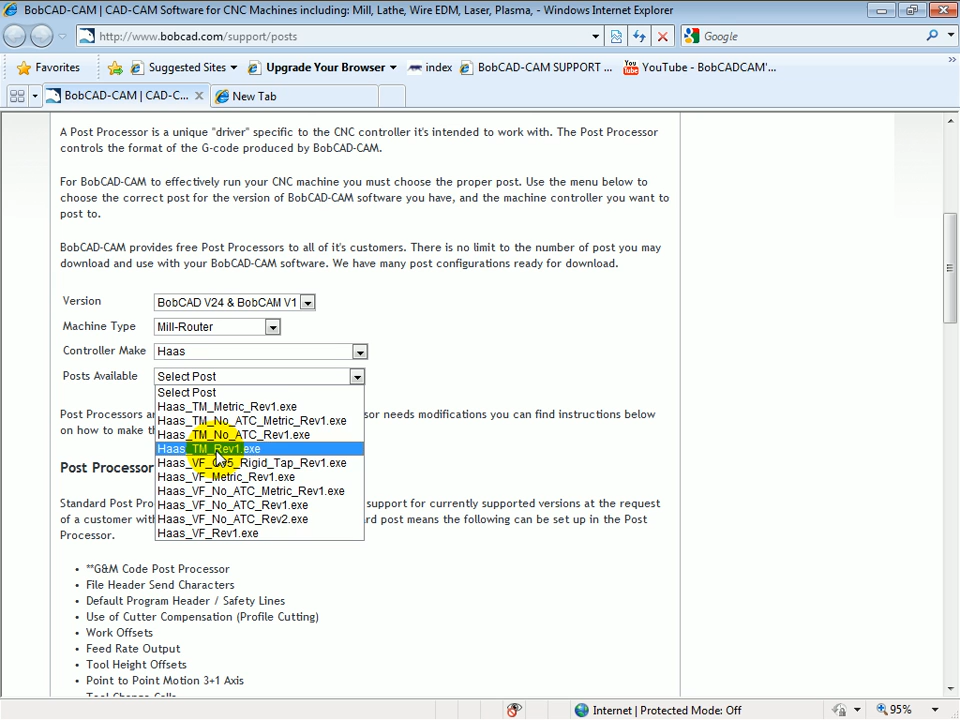 BobCAD-CAM | CAD-CAM Software for CNC Machines including: Mill, Lathe, Wire EDM, Laser, Plasma, - Windows Internet Explorer
http://www.bobcad.com/support/posts
Google
Favorites
Suggested Sites
Upgrade Your Browser
index
BobCAD-CAM SUPPORT ...
YouTube - BobCADCAM'...
BobCAD-CAM | CAD-C...
New Tab
A Post Processor is a unique "driver" specific to the CNC controller it's intended to work with. The Post Processor
controls the format of the G-code produced by BobCAD-CAM.
For BobCAD-CAM to effectively run your CNC machine you must choose the proper post. Use the menu below to
choose the correct post for the version of BobCAD-CAM software you have, and the machine controller you want to
post to.
BobCAD-CAM provides free Post Processors to all of it's customers. There is no limit to the number of post you may
download and use with your BobCAD-CAM software. We have many post configurations ready for download.
Version BobCAD V24 & BobCAM V1
Machine Type Mill-Router
Controller Make Haas
Posts Available Select Post
Select Post
Haas_TM_Metric_Rev1.exe
Haas_TM_No_ATC_Metric_Rev1.exe
Haas_TM_No_ATC_Rev1.exe
Haas_TM_Rev1.exe
Haas_VF_G95_Rigid_Tap_Rev1.exe
Haas_VF_Metric_Rev1.exe
Haas_VF_No_ATC_Metric_Rev1.exe
Haas_VF_No_ATC_Rev1.exe
Haas_VF_No_ATC_Rev2.exe
Haas_VF_Rev1.exe
Post Processors needs modifications you can find instructions below
on how to make
Post Processor
Standard Post support for currently supported versions at the request
of a customer post means the following can be set up in the Post
Processor.
• **G&M Code Post Processor
• File Header Send Characters
• Default Program Header / Safety Lines
• Use of Cutter Compensation (Profile Cutting)
• Work Offsets
• Feed Rate Output
• Tool Height Offsets
• Point to Point Motion 3+1 Axis
• Tool Change Calls
Internet | Protected Mode: Off
95%